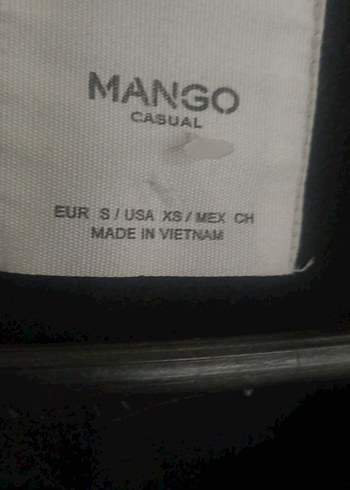 MANGO
CASUAL
EUR S / USA XS / MEX CH
MADE IN VIETNAM